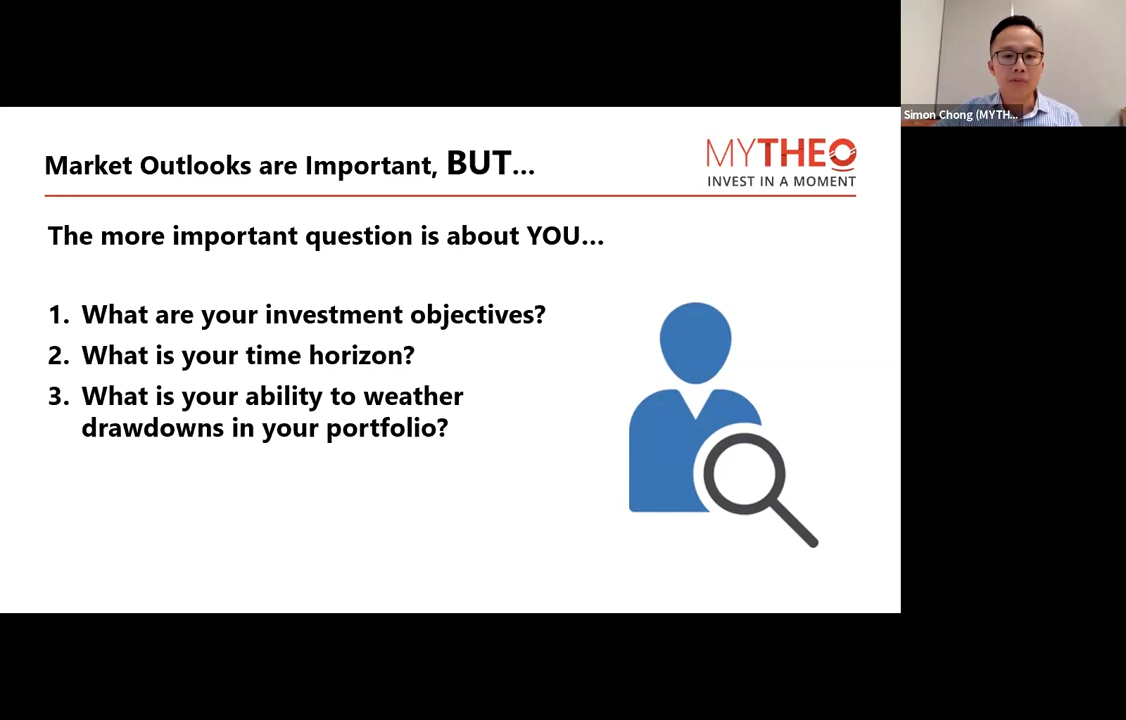 Simon Chong (MYTH...
Market Outlooks are Important, BUT...
MYTHEO
INVEST IN A MOMENT
The more important question is about YOU...
1. What are your investment objectives?
2. What is your time horizon?
3. What is your ability to weather
drawdowns in your portfolio?